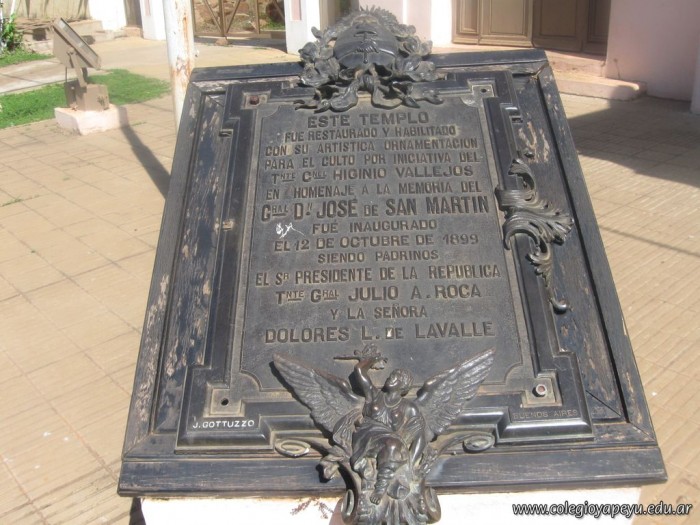 ESTE TEMPLO
FUE RESTAURADO Y HABILITADO
CON SU ARTISTICA ORNAMENTACION
PARA EL CULTO POR INICIATIVA DEL
TNTE CNEL HIGINIO VALLEJOS
EN HOMENAJE A LA MEMORIA DEL
GRAL DN JOSÉ DE SAN MARTIN
FUÉ INAUGURADO
EL 12 DE OCTUBRE DE 1899
SIENDO PADRINOS
EL SR PRESIDENTE DE LA REPUBLICA
TNTE GRAL JULIO A. ROCA
Y LA SEÑORA
DOLORES L. DE LAVALLE
J. GOTTUZZO
BUENOS AIRES
www.colegioyapeyu.edu.ar